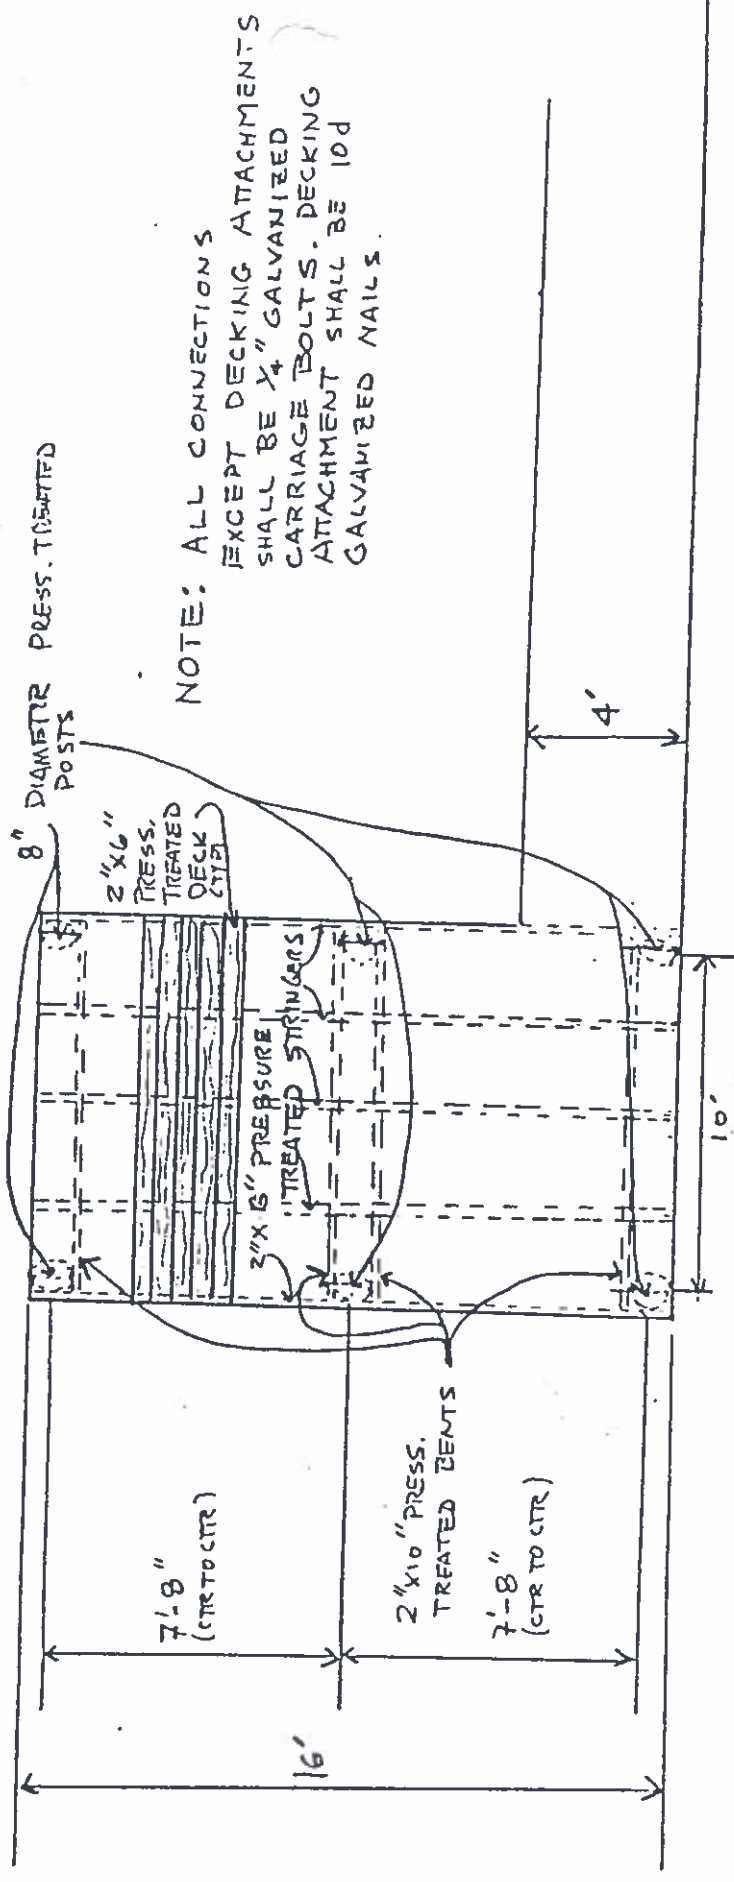 8" DIAMETER PRESS. TREATED
POSTS
2"X6"
PRESS.
TREATED
DECK
(TYP)
NOTE: ALL CONNECTIONS
EXCEPT DECKING ATTACHMENTS
SHALL BE ¼" GALVANIZED
CARRIAGE BOLTS. DECKING
ATTACHMENT SHALL BE 10d
GALVANIZED NAILS.
2"X 6" PRESSURE
TREATED STRINGERS
2"X10" PRESS.
TREATED BENTS
7'-8"
(CTR TO CTR)
7'-8"
(CTR TO CTR)
16'
10'
4'